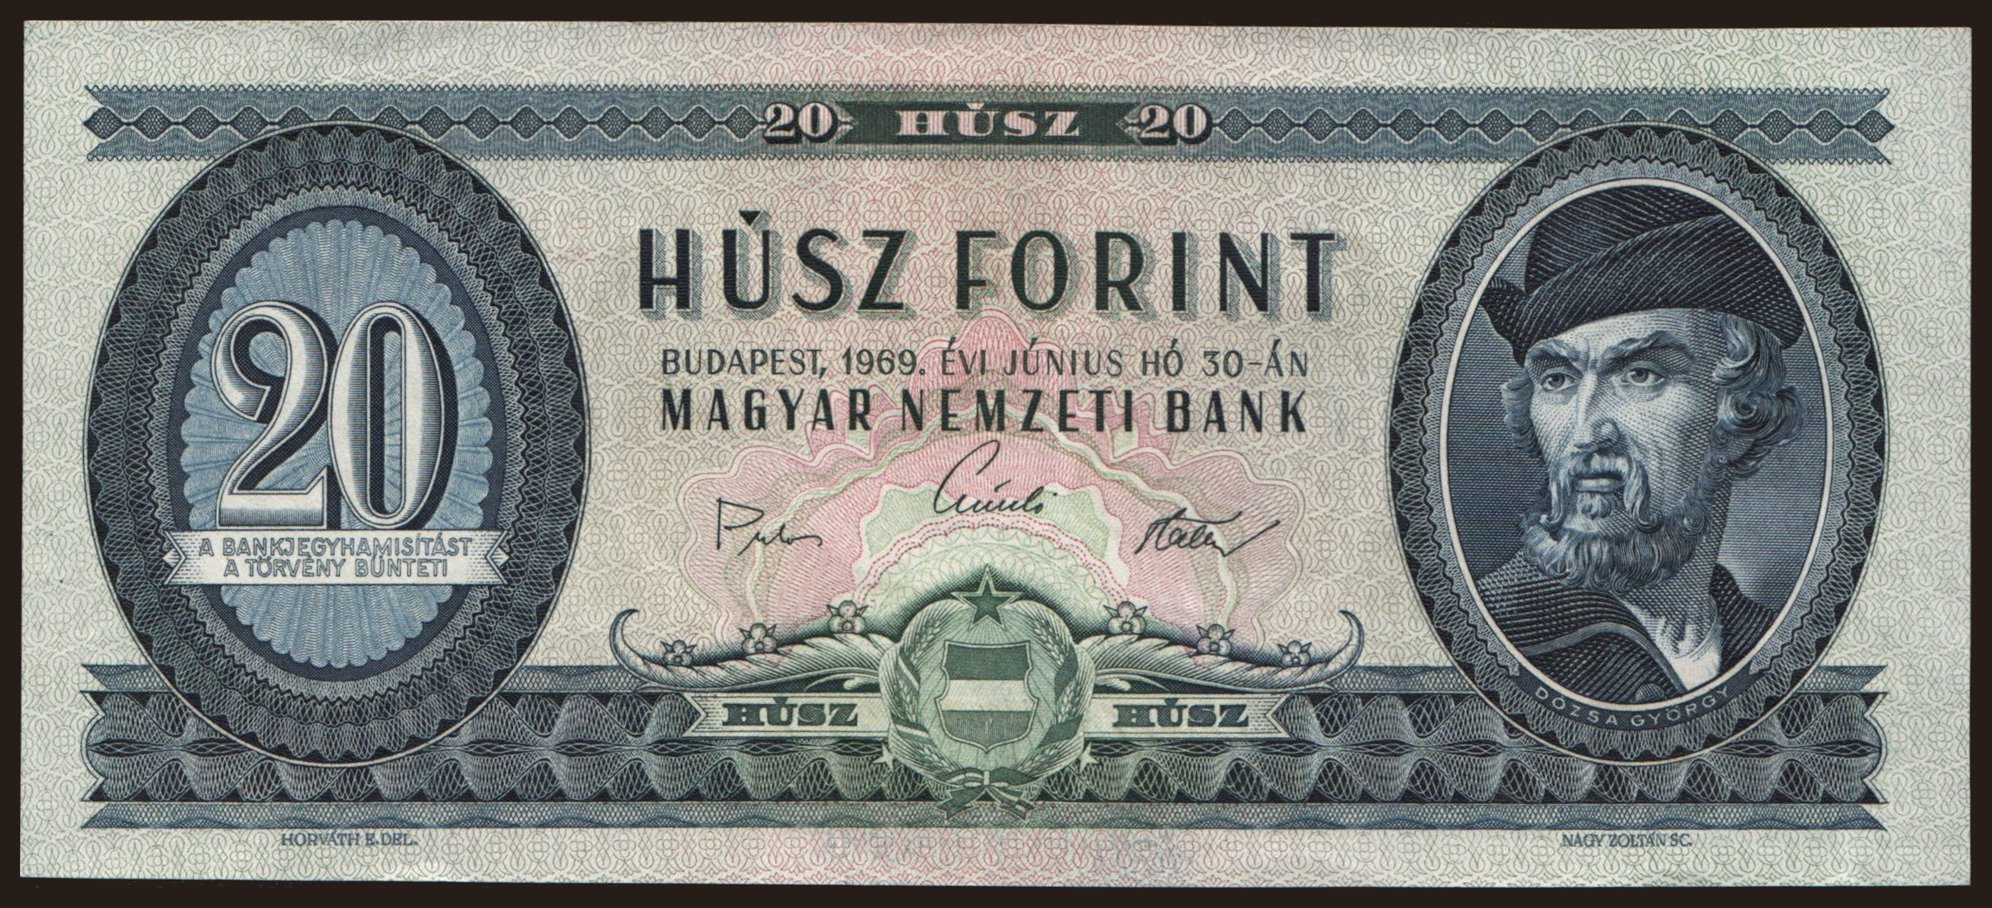 20 HÚSZ 20
HÚSZ FORINT
BUDAPEST, 1969. ÉVI JÚNIUS HÓ 30-ÁN
MAGYAR NEMZETI BANK
20
A BANKJEGYHAMISÍTÁST
A TÖRVÉNY BÜNTETI
HÚSZ HÚSZ
DÓZSA GYÖRGY
HORVÁTH E. DEL.
NAGY ZOLTÁN SC.